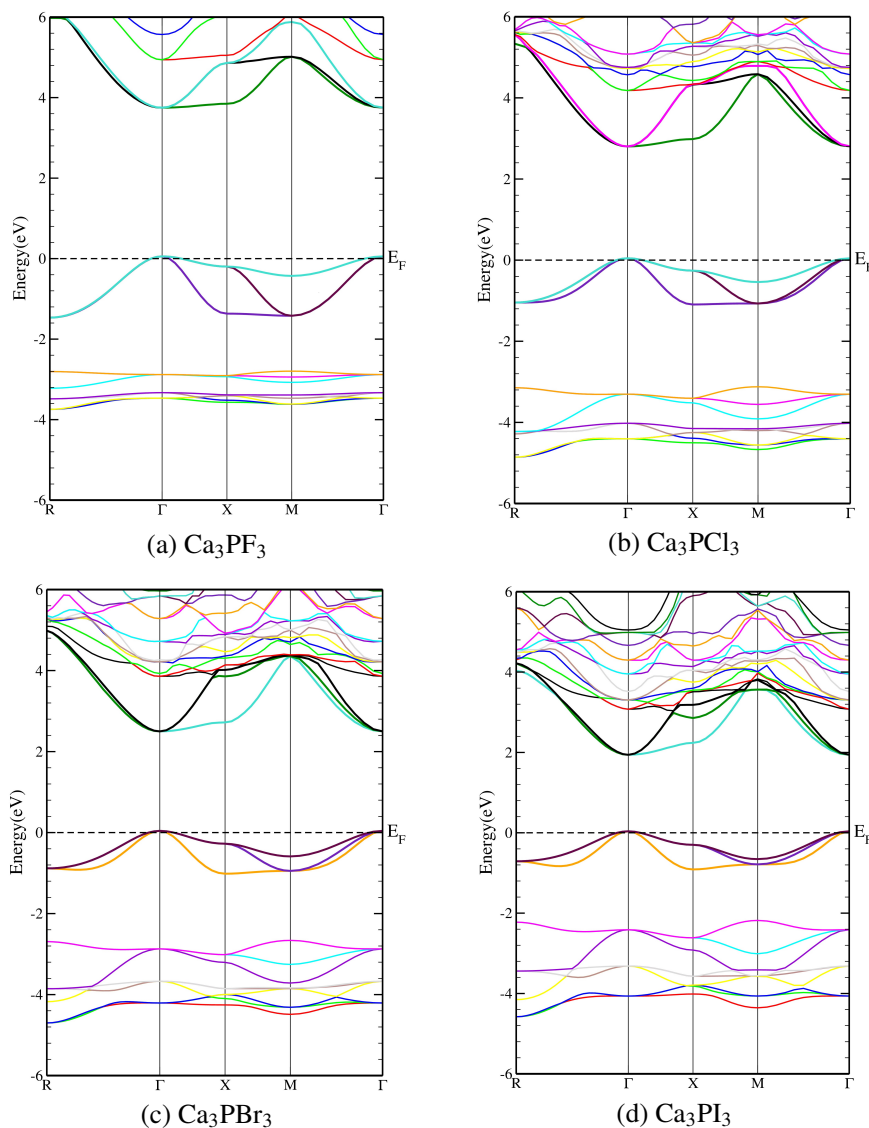 6
4
2
0
-2
-4
-6
Energy(eV)
E_F
R Γ X M Γ
(a) Ca₃PF₃
6
4
2
0
-2
-4
-6
Energy(eV)
E_F
R Γ X M Γ
(b) Ca₃PCl₃
6
4
2
0
-2
-4
-6
Energy(eV)
E_F
R Γ X M Γ
(c) Ca₃PBr₃
6
4
2
0
-2
-4
-6
Energy(eV)
E_F
R Γ X M Γ
(d) Ca₃PI₃